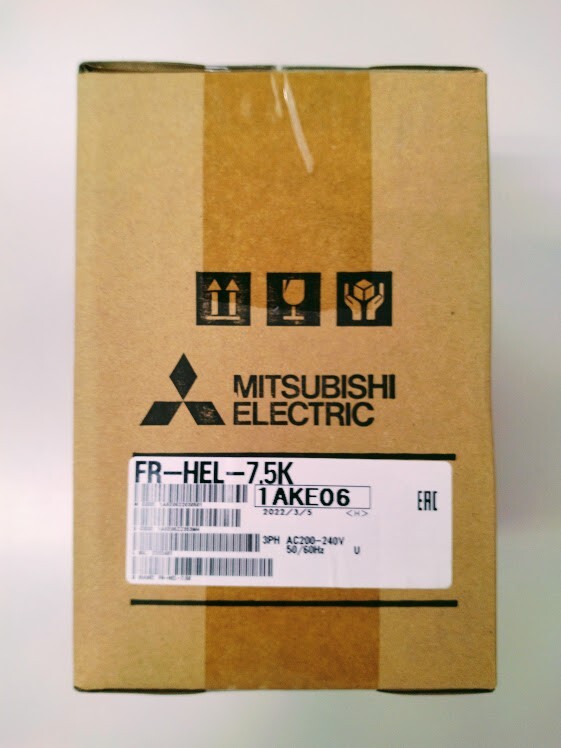 MITSUBISHI
ELECTRIC
FR-HEL-7.5K
1AKE06
2022/3/5 <H>
EAC
3PH AC200-240V
50/60Hz U